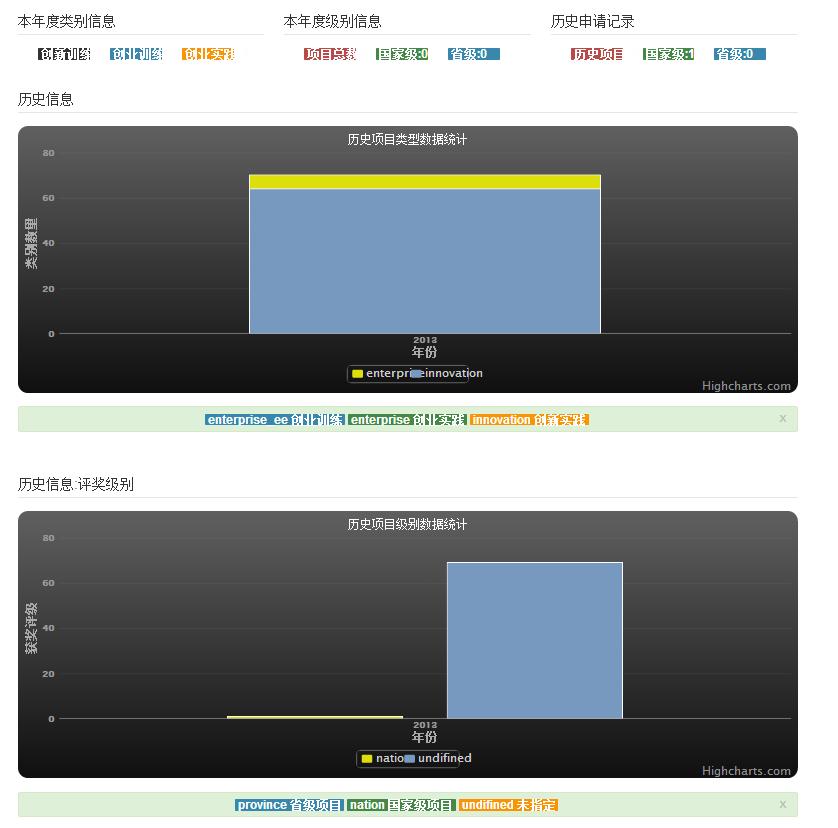 本年度类别信息
本年度级别信息
历史申请记录
创新训练 创业训练 创业实践
项目总数 国家级:0 省级:0
历史项目 国家级:1 省级:0
历史信息
历史项目类型数据统计
80
60
40
20
0
类别数里
2013
年份
enterpri innovation
Highcharts.com
enterprise_ee 创业训练 enterprise 创业实践 innovation 创新实践 x
历史信息:评奖级别
历史项目级别数据统计
80
60
40
20
0
获奖评级
2013
年份
natio undifined
Highcharts.com
province 省级项目 nation 国家级项目 undifined 未指定 x